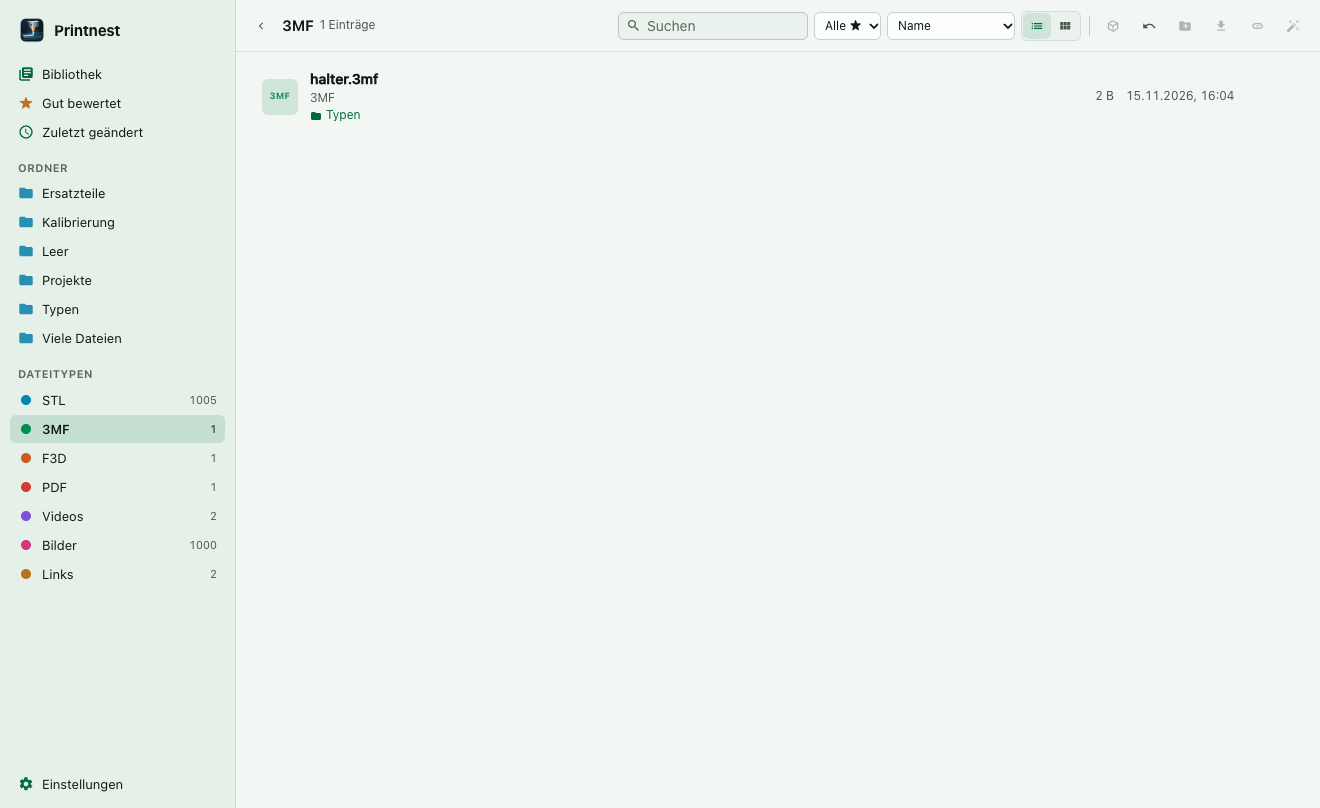 Printnest
Bibliothek
Gut bewertet
Zuletzt geändert
ORDNER
Ersatzteile
Kalibrierung
Leer
Projekte
Typen
Viele Dateien
DATEITYPEN
STL 1005
3MF 1
F3D 1
PDF 1
Videos 2
Bilder 1000
Links 2
Einstellungen
3MF 1 Einträge
Suchen
Alle ★
Name
3MF
halter.3mf
3MF
Typen
2 B 15.11.2026, 16:04